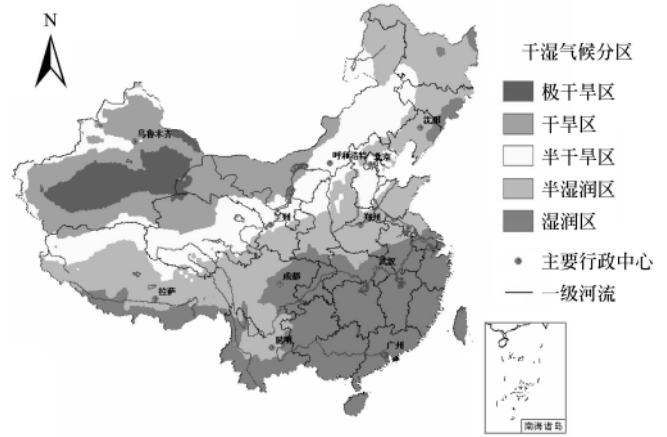 N
干湿气候分区
极干旱区
干旱区
半干旱区
半湿润区
湿润区
主要行政中心
一级河流
乌鲁木齐
沈阳
呼和浩特
北京
兰州
郑州
成都
武汉
拉萨
昆明
广州
南海诸岛